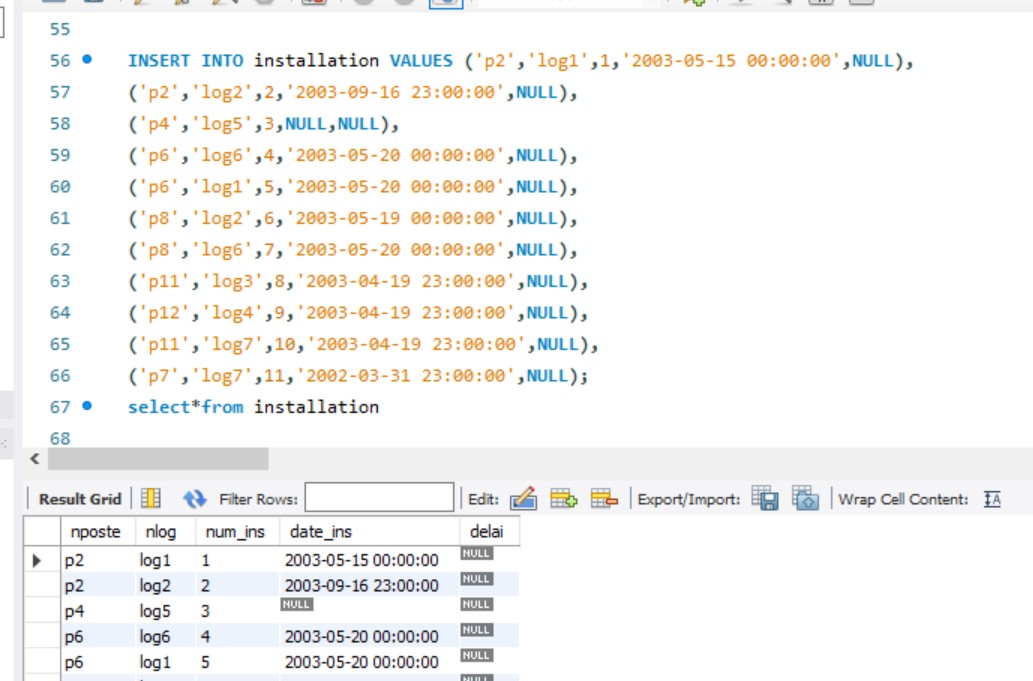 55
56 INSERT INTO installation VALUES ('p2','log1',1,'2003-05-15 00:00:00',NULL),
57 ('p2','log2',2,'2003-09-16 23:00:00',NULL),
58 ('p4','log5',3,NULL,NULL),
59 ('p6','log6',4,'2003-05-20 00:00:00',NULL),
60 ('p6','log1',5,'2003-05-20 00:00:00',NULL),
61 ('p8','log2',6,'2003-05-19 00:00:00',NULL),
62 ('p8','log6',7,'2003-05-20 00:00:00',NULL),
63 ('p11','log3',8,'2003-04-19 23:00:00',NULL),
64 ('p12','log4',9,'2003-04-19 23:00:00',NULL),
65 ('p11','log7',10,'2003-04-19 23:00:00',NULL),
66 ('p7','log7',11,'2002-03-31 23:00:00',NULL);
67 select*from installation
68
Result Grid Filter Rows: Edit: Export/Import: Wrap Cell Content: IA
nposte nlog num_ins date_ins delai
p2 log1 1 2003-05-15 00:00:00 NULL
p2 log2 2 2003-09-16 23:00:00 NULL
p4 log5 3 NULL NULL
p6 log6 4 2003-05-20 00:00:00 NULL
p6 log1 5 2003-05-20 00:00:00 NULL
NULL